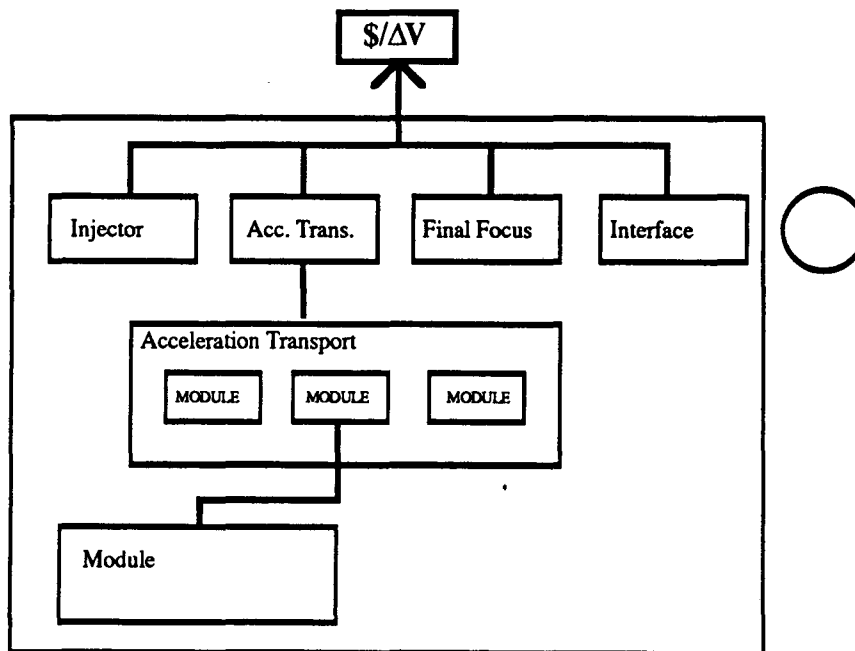 $/ΔV
Injector
Acc. Trans.
Final Focus
Interface
Acceleration Transport
MODULE
MODULE
MODULE
Module